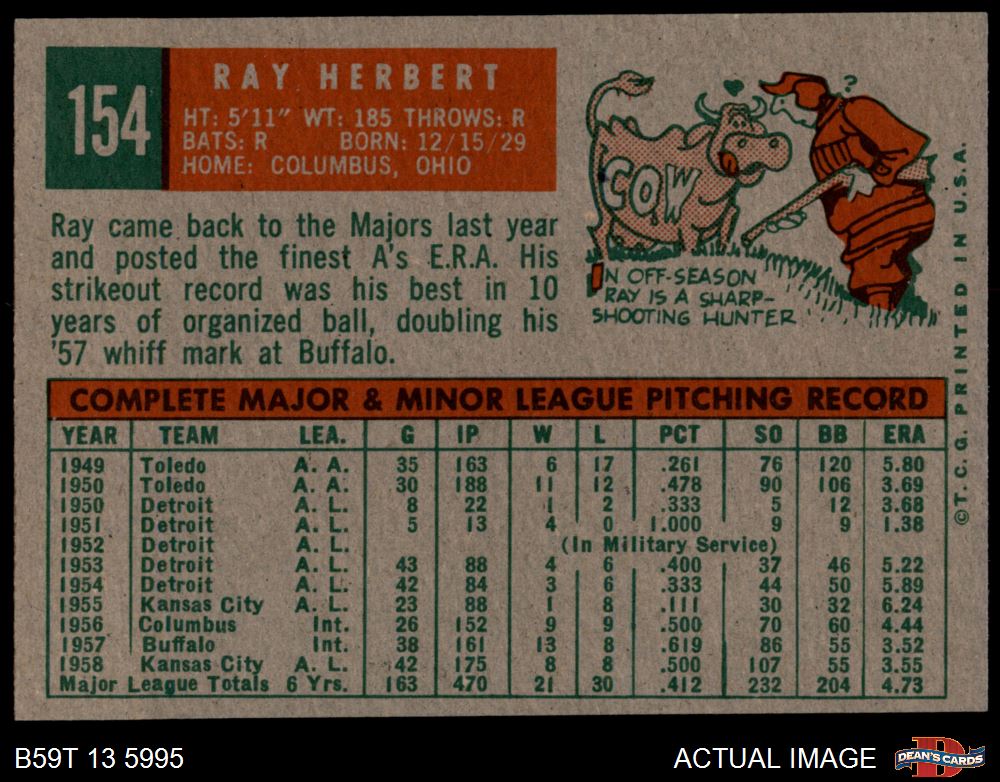 154
RAY HERBERT
HT: 5'11" WT: 185 THROWS: R
BATS: R BORN: 12/15/29
HOME: COLUMBUS, OHIO
Ray came back to the Majors last year
and posted the finest A's E.R.A. His
strikeout record was his best in 10
years of organized ball, doubling his
'57 whiff mark at Buffalo.
?
COW
IN OFF-SEASON
RAY IS A SHARP-
SHOOTING HUNTER
COMPLETE MAJOR & MINOR LEAGUE PITCHING RECORD
YEAR TEAM LEA. G IP W L PCT SO BB ERA
1949 Toledo A. A. 35 163 6 17 .261 76 120 5.80
1950 Toledo A. A. 30 188 11 12 .478 90 106 3.69
1950 Detroit A. L. 8 22 1 2 .333 5 12 3.68
1951 Detroit A. L. 5 13 4 0 1.000 9 9 1.38
1952 Detroit A. L. (In Military Service)
1953 Detroit A. L. 43 88 4 6 .400 37 46 5.22
1954 Detroit A. L. 42 84 3 6 .333 44 50 5.89
1955 Kansas City A. L. 23 88 1 8 .111 30 32 6.24
1956 Columbus Int. 26 152 9 9 .500 70 60 4.44
1957 Buffalo Int. 38 161 13 8 .619 86 55 3.52
1958 Kansas City A. L. 42 175 8 8 .500 107 55 3.55
Major League Totals 6 Yrs. 163 470 21 30 .412 232 204 4.73
© T. C. G. PRINTED IN U.S.A.
B59T 13 5995
ACTUAL IMAGE
D
DEAN'S CARDS